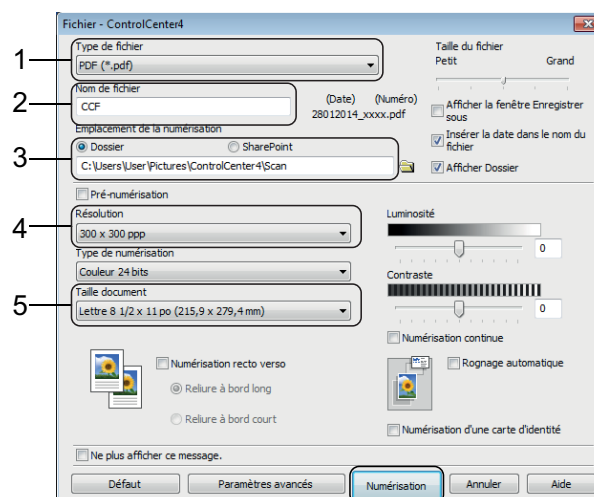 Fichier - ControlCenter4
1
Type de fichier
PDF (*.pdf)
Taille du fichier
Petit Grand
2
Nom de fichier
CCF
(Date) (Numéro)
28012014_xxxx.pdf
Afficher la fenêtre Enregistrer sous
Insérer la date dans le nom du fichier
Afficher Dossier
3
Emplacement de la numérisation
Dossier SharePoint
C:\Users\User\Pictures\ControlCenter4\Scan
Pré-numérisation
4
Résolution
300 x 300 ppp
Type de numérisation
Couleur 24 bits
5
Taille document
Lettre 8 1/2 x 11 po (215,9 x 279,4 mm)
Luminosité
0
Contraste
0
Numérisation continue
Numérisation recto verso
Reliure à bord long
Reliure à bord court
Rognage automatique
Numérisation d'une carte d'identité
Ne plus afficher ce message.
Défaut Paramètres avancés Numérisation Annuler Aide